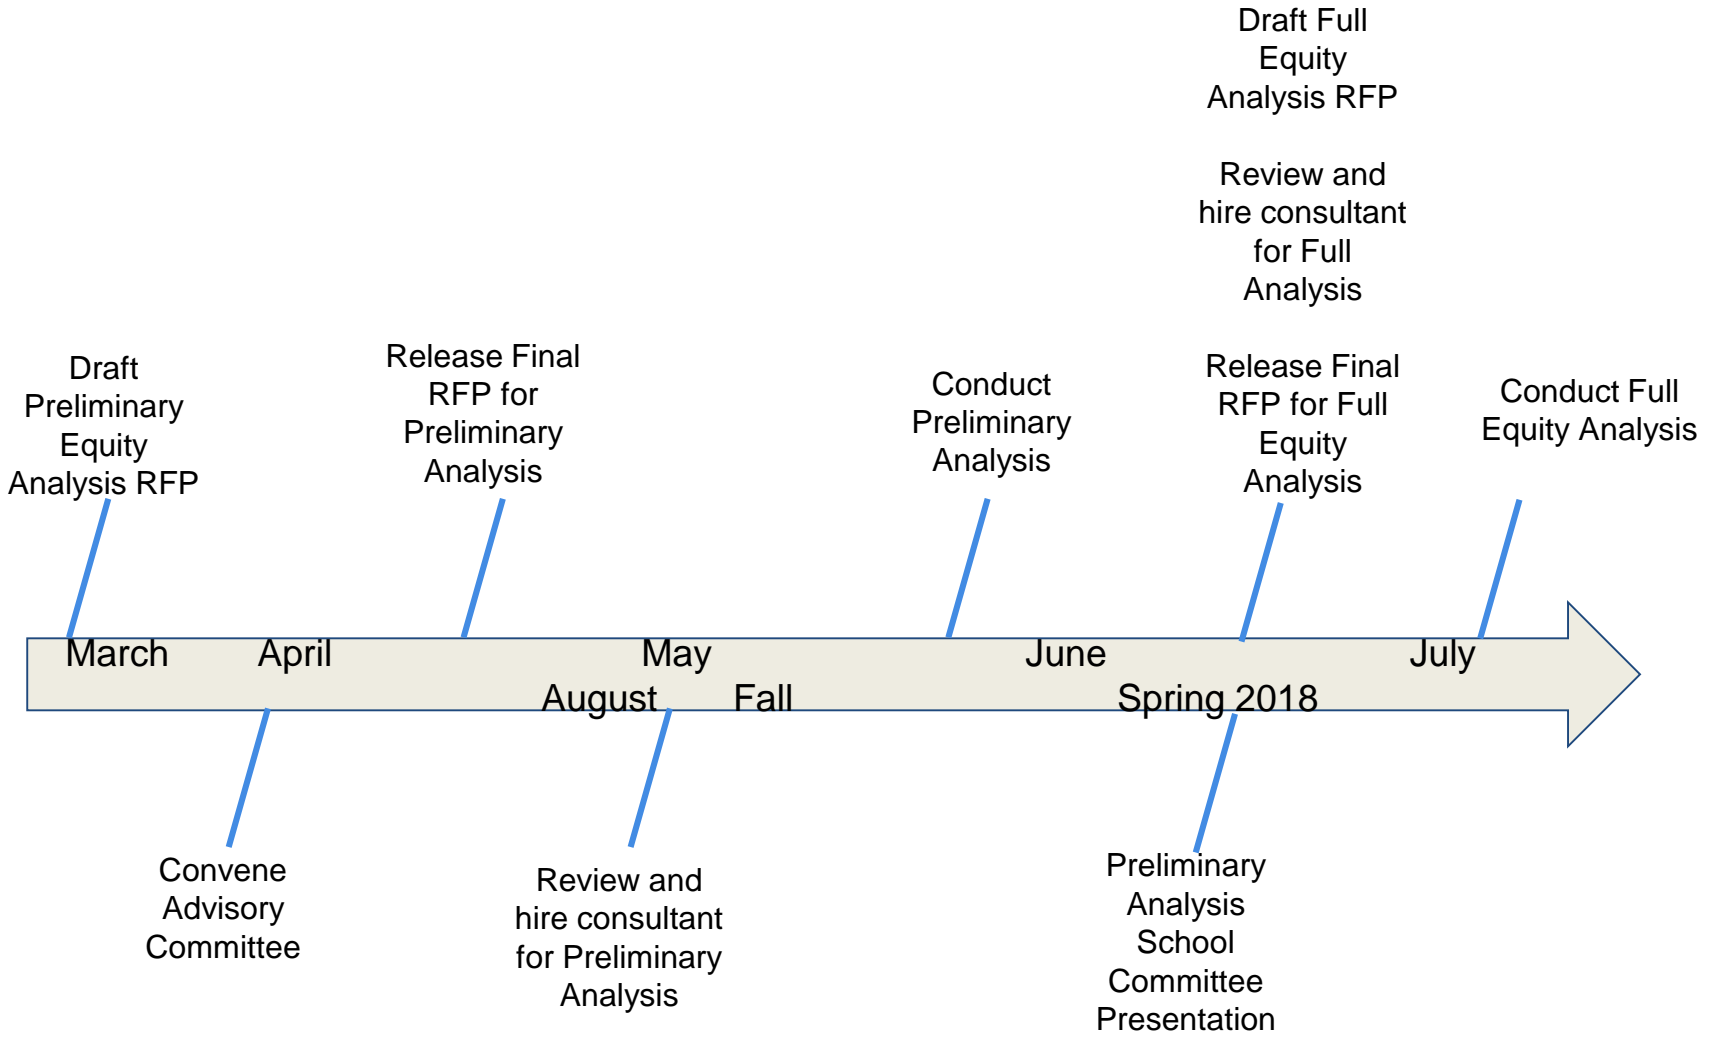 Draft Full
Equity
Analysis RFP
Review and
hire consultant
for Full
Analysis
Release Final
RFP for Full
Equity
Analysis
Draft
Preliminary
Equity
Analysis RFP
Release Final
RFP for
Preliminary
Analysis
Conduct
Preliminary
Analysis
Conduct Full
Equity Analysis
March April May June July
August Fall Spring 2018
Convene
Advisory
Committee
Review and
hire consultant
for Preliminary
Analysis
Preliminary
Analysis
School
Committee
Presentation